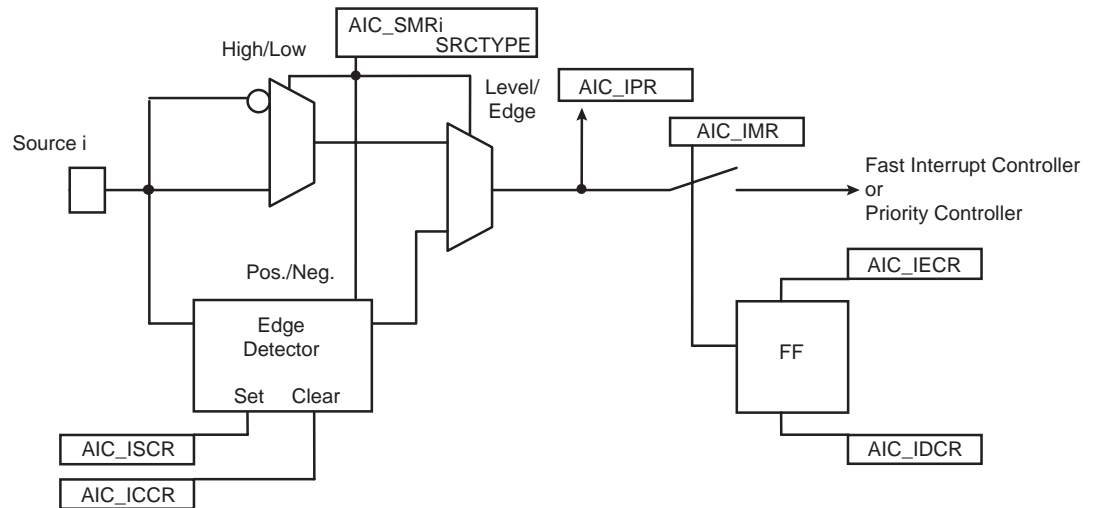 AIC_SMRi
SRCTYPE
High/Low
Level/
Edge
AIC_IPR
AIC_IMR
Source i
Fast Interrupt Controller
or
Priority Controller
AIC_IECR
Pos./Neg.
Edge
Detector
FF
Set Clear
AIC_ISCR
AIC_IDCR
AIC_ICCR